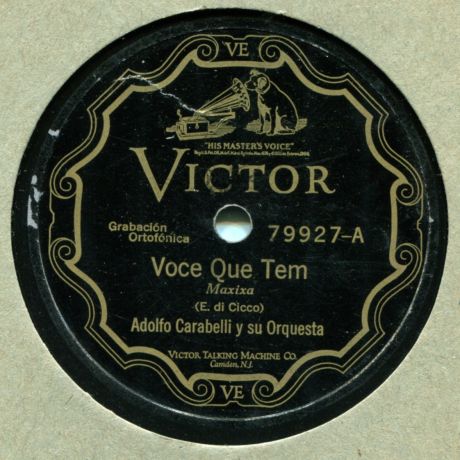 VE
"HIS MASTER'S VOICE"
VICTOR
Grabación
Ortofónica
79927-A
Voce Que Tem
Maxixa
(E. di Cicco)
Adolfo Carabelli y su Orquesta
VICTOR TALKING MACHINE CO.
Camden, N.J.
VE